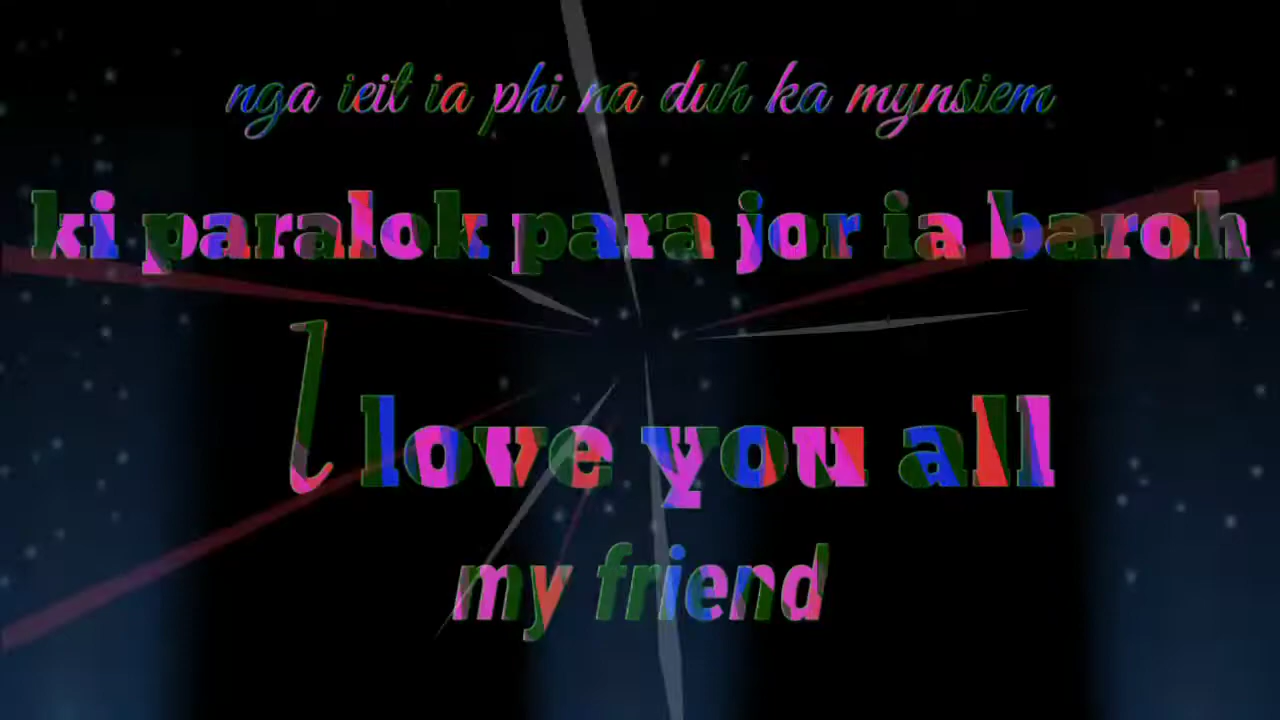 nga ieit ia phi na duh ka mynsiem
ki paralok para jor ia baroh
l love you all
my friend